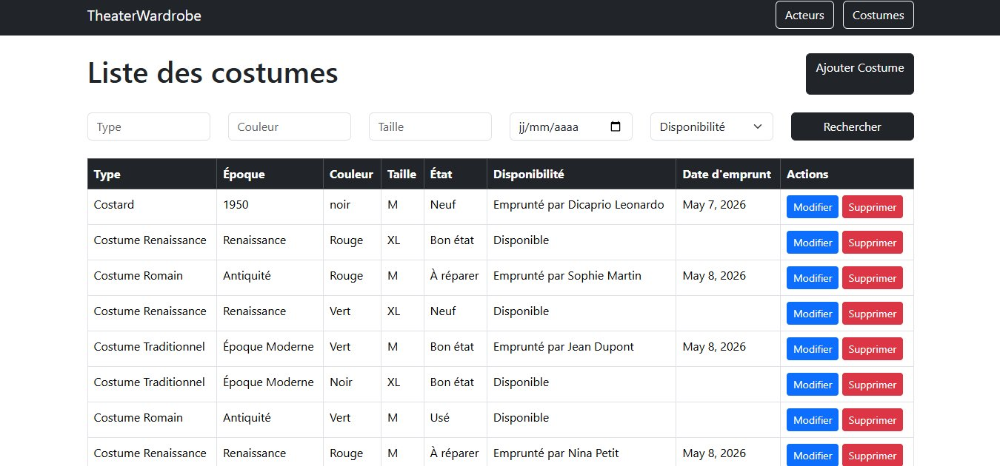 TheaterWardrobe Acteurs Costumes
Liste des costumes Ajouter Costume
Type Couleur Taille jj/mm/aaaa Disponibilité Rechercher
Type Époque Couleur Taille État Disponibilité Date d'emprunt Actions
Costard 1950 noir M Neuf Emprunté par Dicaprio Leonardo May 7, 2026 Modifier Supprimer
Costume Renaissance Renaissance Rouge XL Bon état Disponible Modifier Supprimer
Costume Romain Antiquité Rouge M À réparer Emprunté par Sophie Martin May 8, 2026 Modifier Supprimer
Costume Renaissance Renaissance Vert XL Neuf Disponible Modifier Supprimer
Costume Traditionnel Époque Moderne Vert M Bon état Emprunté par Jean Dupont May 8, 2026 Modifier Supprimer
Costume Traditionnel Époque Moderne Noir XL Bon état Disponible Modifier Supprimer
Costume Romain Antiquité Vert M Usé Disponible Modifier Supprimer
Costume Renaissance Renaissance Rouge M À réparer Emprunté par Nina Petit May 8, 2026 Modifier Supprimer